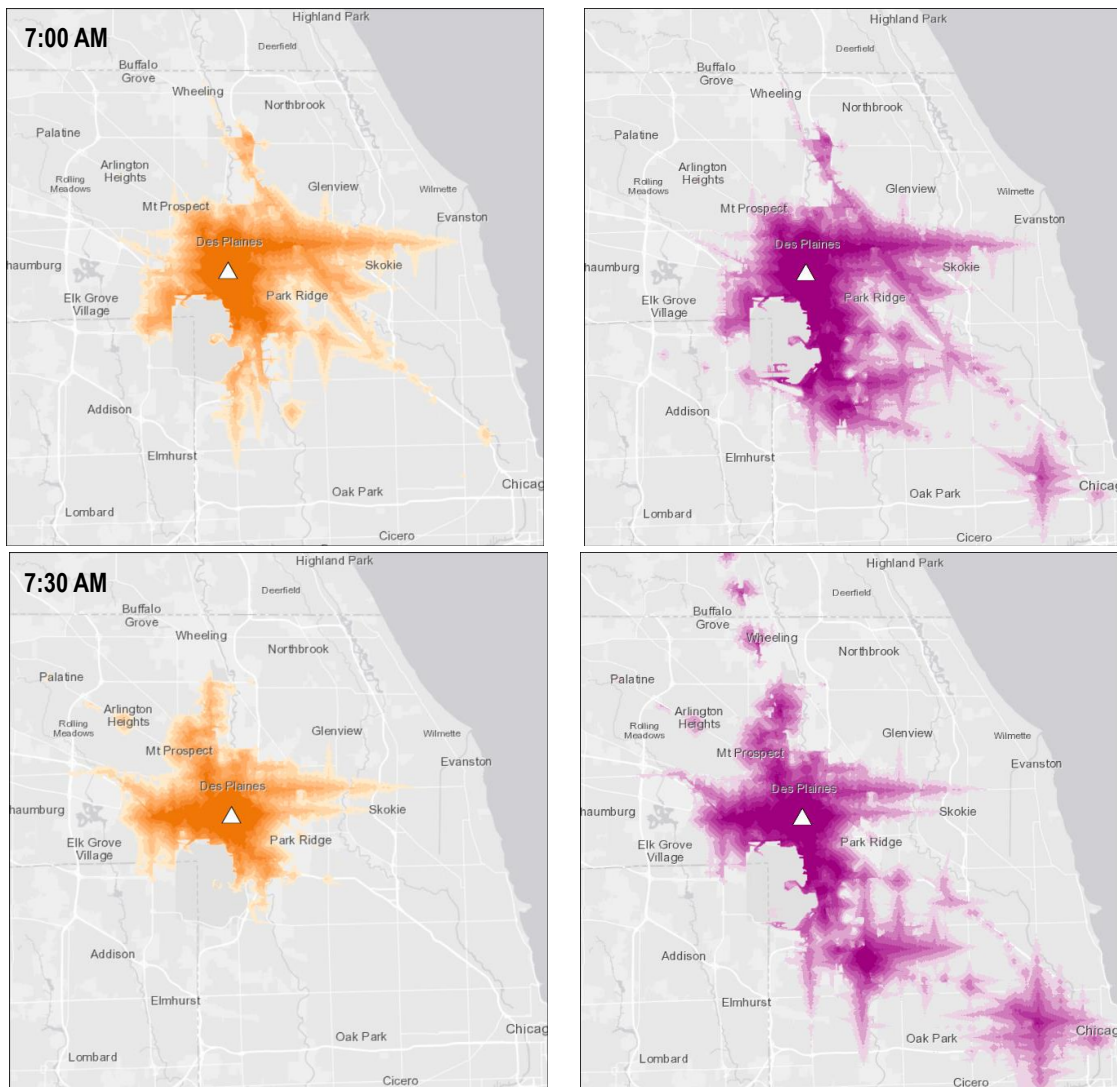 7:00 AM
Highland Park
Deerfield
Buffalo
Grove
Wheeling
Northbrook
Palatine
Arlington
Heights
Rolling
Meadows
Glenview
Wilmette
Mt Prospect
Evanston
Des Plaines
haumburg
Skokie
Elk Grove
Village
Park Ridge
Addison
Elmhurst
Oak Park
Chicag
Lombard
Cicero
Highland Park
Deerfield
Buffalo
Grove
Wheeling
Northbrook
Palatine
Arlington
Heights
Rolling
Meadows
Glenview
Wilmette
Mt Prospect
Evanston
Des Plaines
haumburg
Skokie
Elk Grove
Village
Park Ridge
Addison
Elmhurst
Oak Park
Chicag
Lombard
Cicero
7:30 AM
Highland Park
Deerfield
Buffalo
Grove
Wheeling
Northbrook
Palatine
Arlington
Heights
Rolling
Meadows
Glenview
Wilmette
Mt Prospect
Evanston
Des Plaines
haumburg
Skokie
Elk Grove
Village
Park Ridge
Addison
Elmhurst
Oak Park
Chicag
Lombard
Cicero
Highland Park
Deerfield
Buffalo
Grove
Wheeling
Northbrook
Palatine
Arlington
Heights
Rolling
Meadows
Glenview
Wilmette
Mt Prospect
Evanston
Des Plaines
haumburg
Skokie
Elk Grove
Village
Park Ridge
Addison
Elmhurst
Oak Park
Chicag
Lombard
Cicero